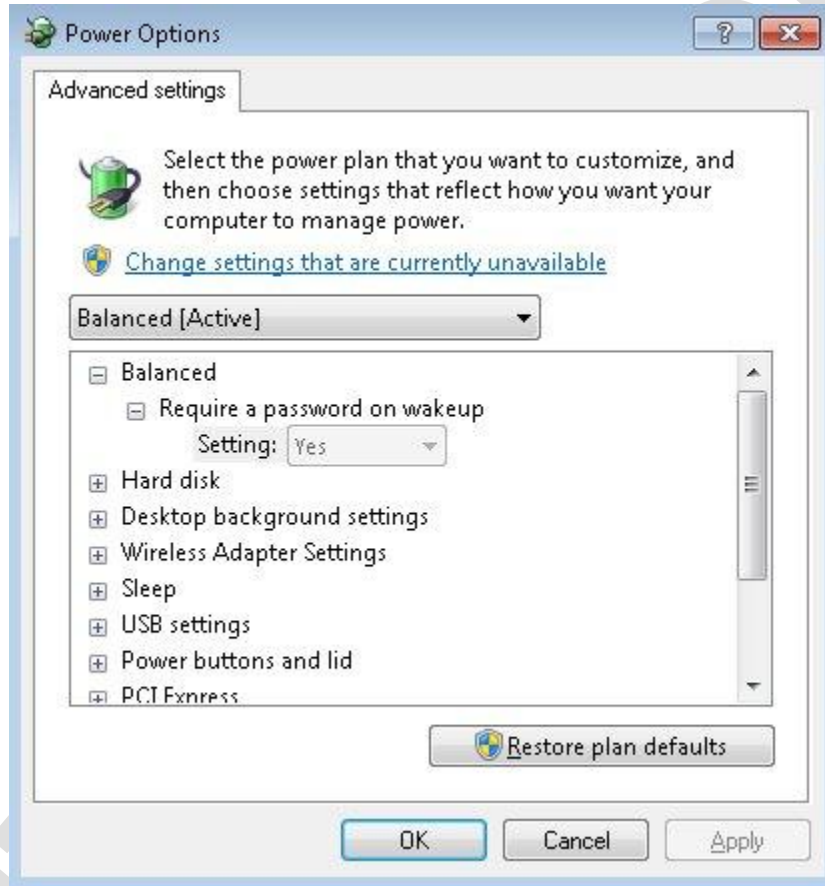 Power Options
Advanced settings
Select the power plan that you want to customize, and
then choose settings that reflect how you want your
computer to manage power.
Change settings that are currently unavailable
Balanced [Active]
Balanced
Require a password on wakeup
Setting: Yes
Hard disk
Desktop background settings
Wireless Adapter Settings
Sleep
USB settings
Power buttons and lid
PCI Express
Restore plan defaults
OK Cancel Apply